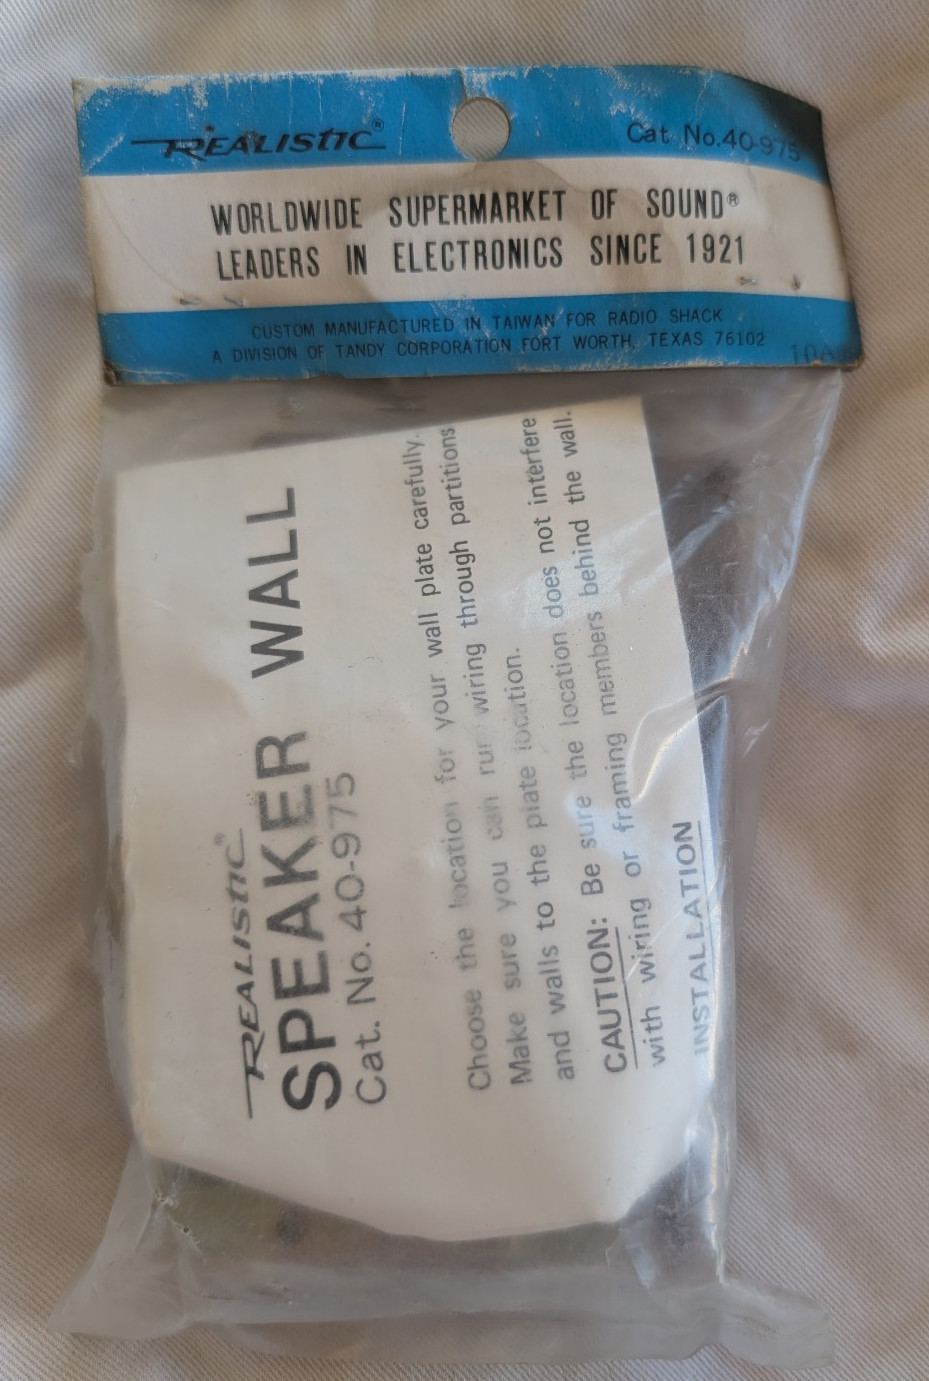 REALISTIC®
Cat No.40-975
WORLDWIDE SUPERMARKET OF SOUND®
LEADERS IN ELECTRONICS SINCE 1921
CUSTOM MANUFACTURED IN TAIWAN FOR RADIO SHACK
A DIVISION OF TANDY CORPORATION FORT WORTH, TEXAS 76102
10A
REALISTIC®
SPEAKER WALL
Cat. No. 40-975
Choose the location for your wall plate carefully.
Make sure you can run wiring through partitions
and walls to the plate location.
CAUTION: Be sure the location does not interfere
with wiring or framing members behind the wall.
INSTALLATION